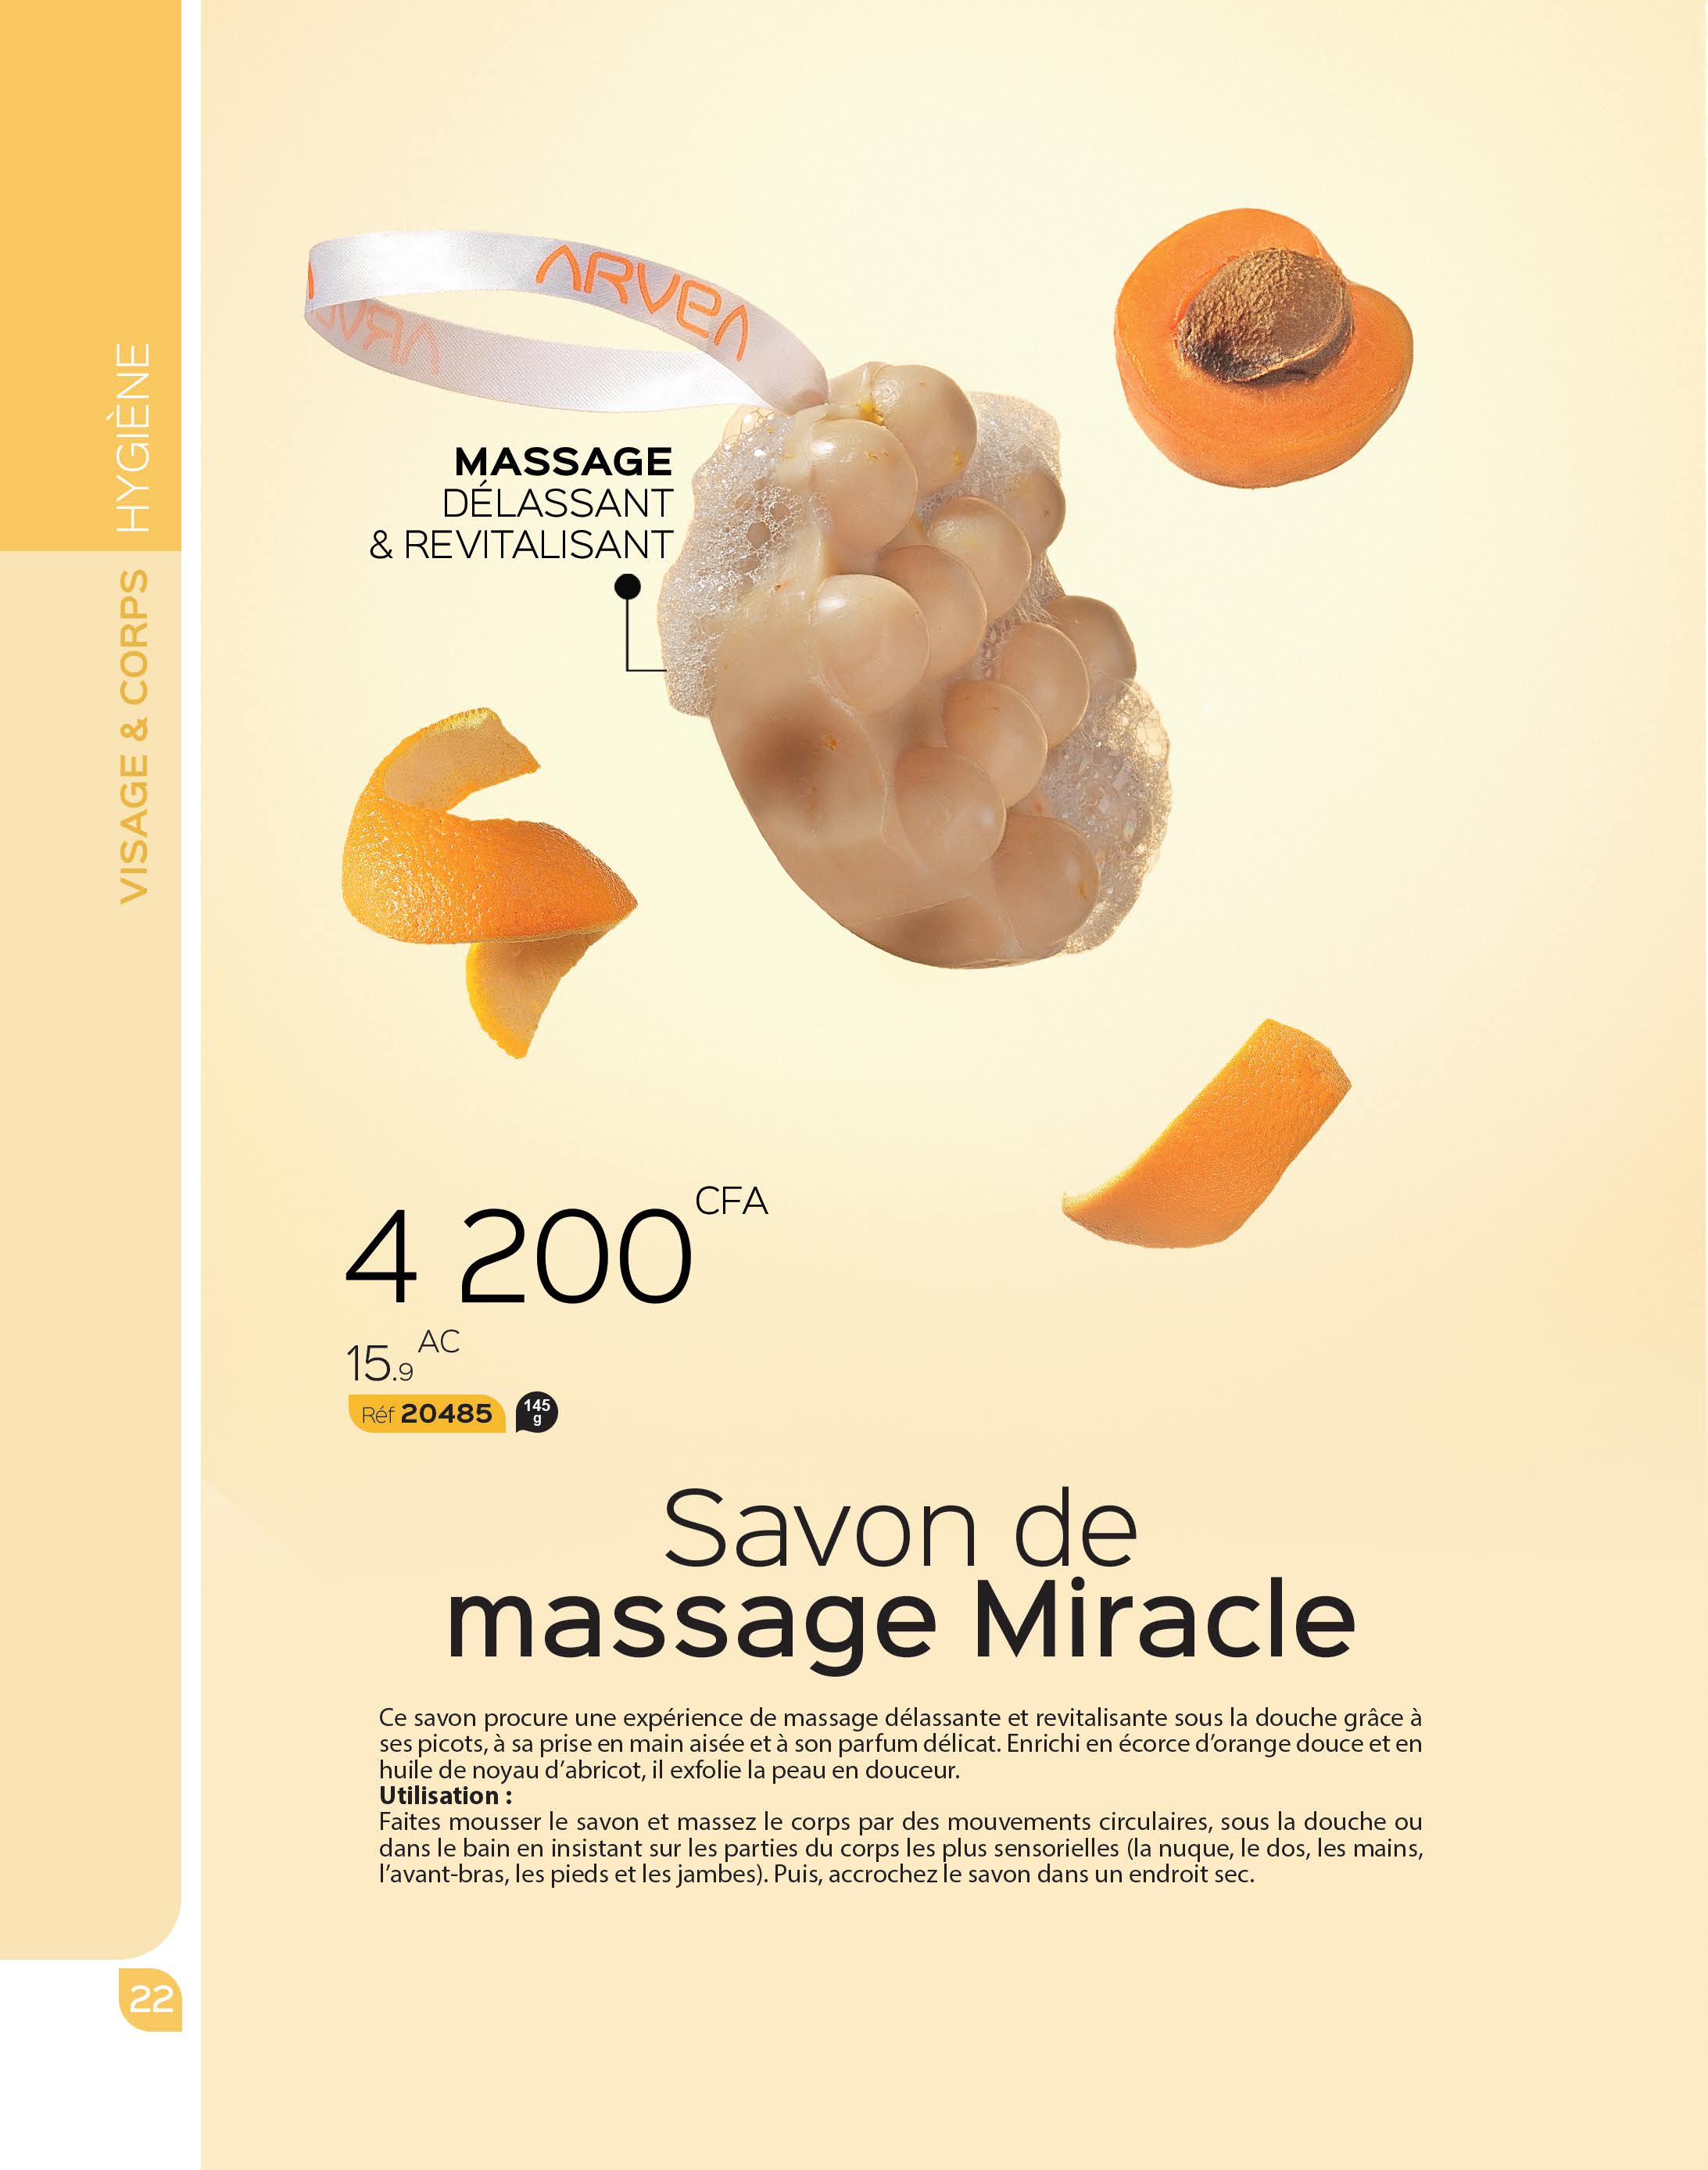 HYGIÈNE
VISAGE & CORPS
ARVEA
MASSAGE
DÉLASSANT
& REVITALISANT
4 200 CFA
15.9 AC
Réf 20485
145
g
Savon de
massage Miracle
Ce savon procure une expérience de massage délassante et revitalisante sous la douche grâce à
ses picots, à sa prise en main aisée et à son parfum délicat. Enrichi en écorce d’orange douce et en
huile de noyau d’abricot, il exfolie la peau en douceur.
Utilisation :
Faites mousser le savon et massez le corps par des mouvements circulaires, sous la douche ou
dans le bain en insistant sur les parties du corps les plus sensorielles (la nuque, le dos, les mains,
l’avant-bras, les pieds et les jambes). Puis, accrochez le savon dans un endroit sec.
22